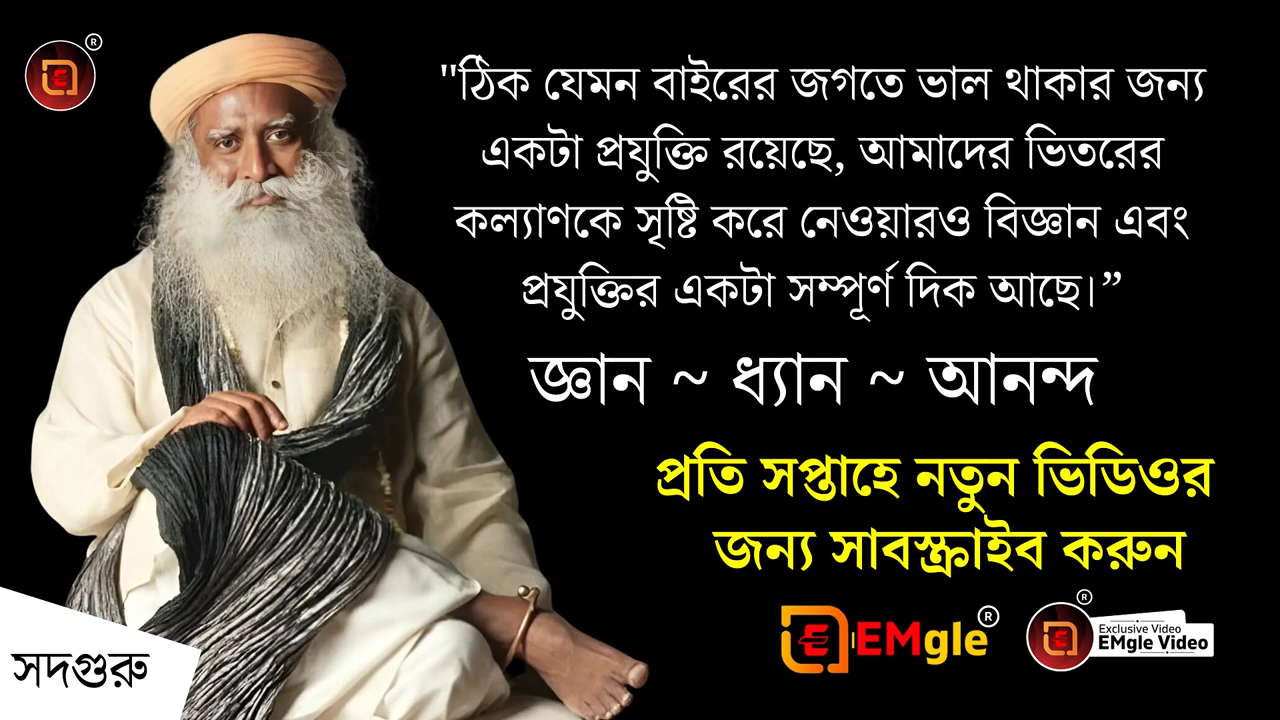 "ঠিক যেমন বাইরের জগতে ভাল থাকার জন্য
একটা প্রযুক্তি রয়েছে, আমাদের ভিতরের
কল্যাণকে সৃষ্টি করে নেওয়ারও বিজ্ঞান এবং
প্রযুক্তির একটা সম্পূর্ণ দিক আছে।”
জ্ঞান ~ ধ্যান ~ আনন্দ
প্রতি সপ্তাহে নতুন ভিডিওর
জন্য সাবস্ক্রাইব করুন
EMgle ®
®
Exclusive Video
EMgle Video
সদগুরু
®